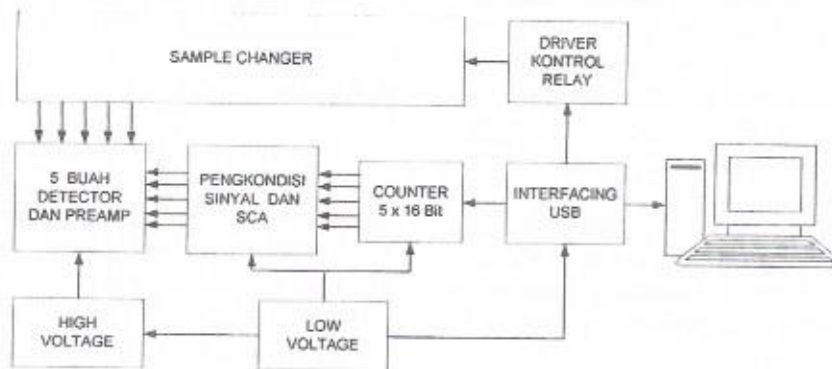 SAMPLE CHANGER
DRIVER
KONTROL
RELAY
5 BUAH
DETECTOR
DAN PREAMP
PENGKONDISI
SINYAL DAN
SCA
COUNTER
5 x 16 Bit
INTERFACING
USB
HIGH
VOLTAGE
LOW
VOLTAGE